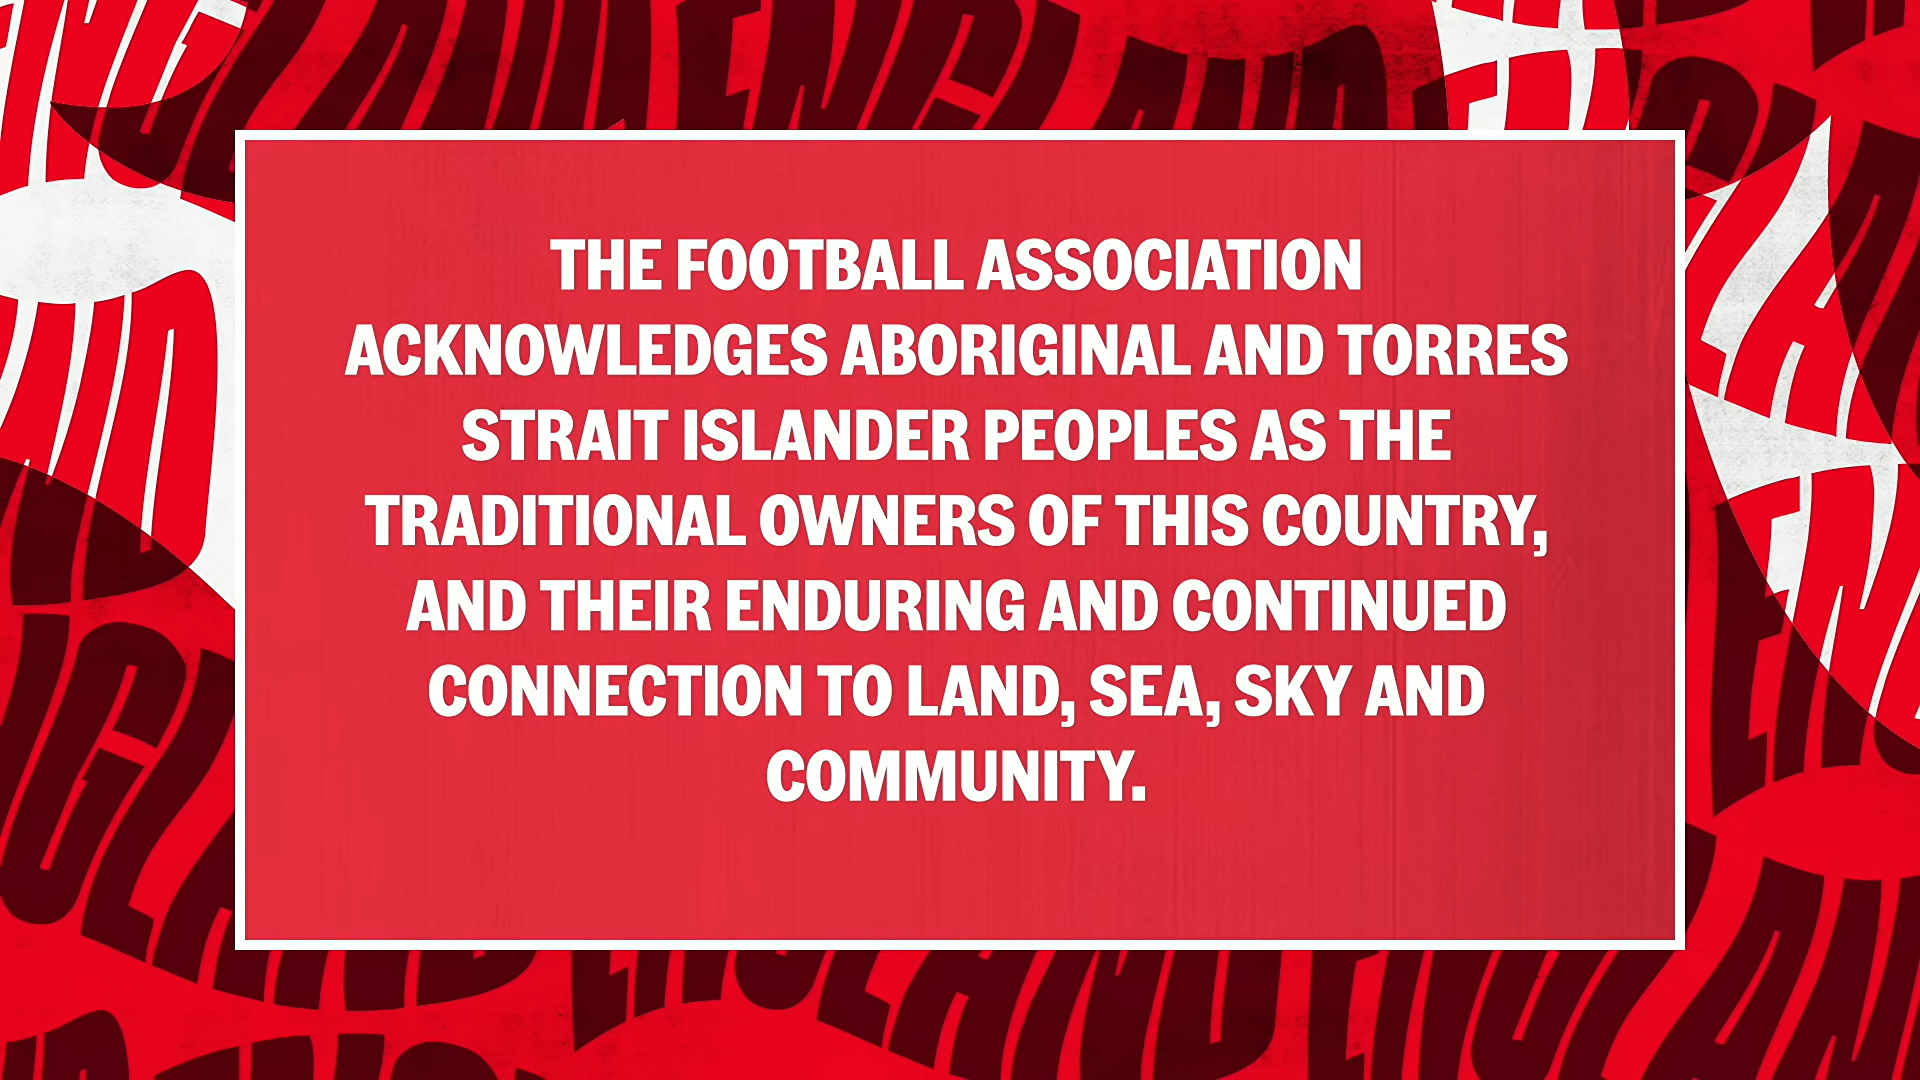 THE FOOTBALL ASSOCIATION
ACKNOWLEDGES ABORIGINAL AND TORRES
STRAIT ISLANDER PEOPLES AS THE
TRADITIONAL OWNERS OF THIS COUNTRY,
AND THEIR ENDURING AND CONTINUED
CONNECTION TO LAND, SEA, SKY AND
COMMUNITY.